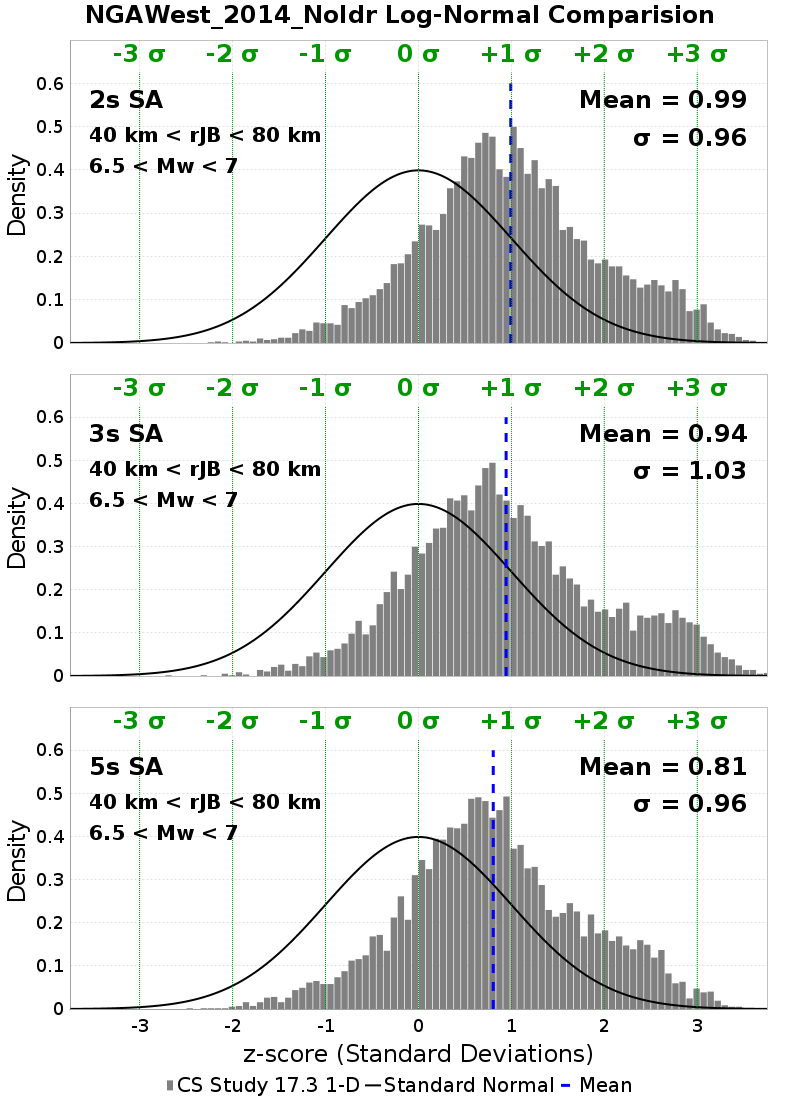 NGAWest_2014_NoIdr Log-Normal Comparision
-3 σ -2 σ -1 σ 0 σ +1 σ +2 σ +3 σ
2s SA Mean = 0.99
40 km < rJB < 80 km σ = 0.96
6.5 < Mw < 7
Density
0.6
0.5
0.4
0.3
0.2
0.1
0
-3 σ -2 σ -1 σ 0 σ +1 σ +2 σ +3 σ
3s SA Mean = 0.94
40 km < rJB < 80 km σ = 1.03
6.5 < Mw < 7
Density
0.6
0.5
0.4
0.3
0.2
0.1
0
-3 σ -2 σ -1 σ 0 σ +1 σ +2 σ +3 σ
5s SA Mean = 0.81
40 km < rJB < 80 km σ = 0.96
6.5 < Mw < 7
Density
0.6
0.5
0.4
0.3
0.2
0.1
0
-3 -2 -1 0 1 2 3
z-score (Standard Deviations)
CS Study 17.3 1-D Standard Normal Mean